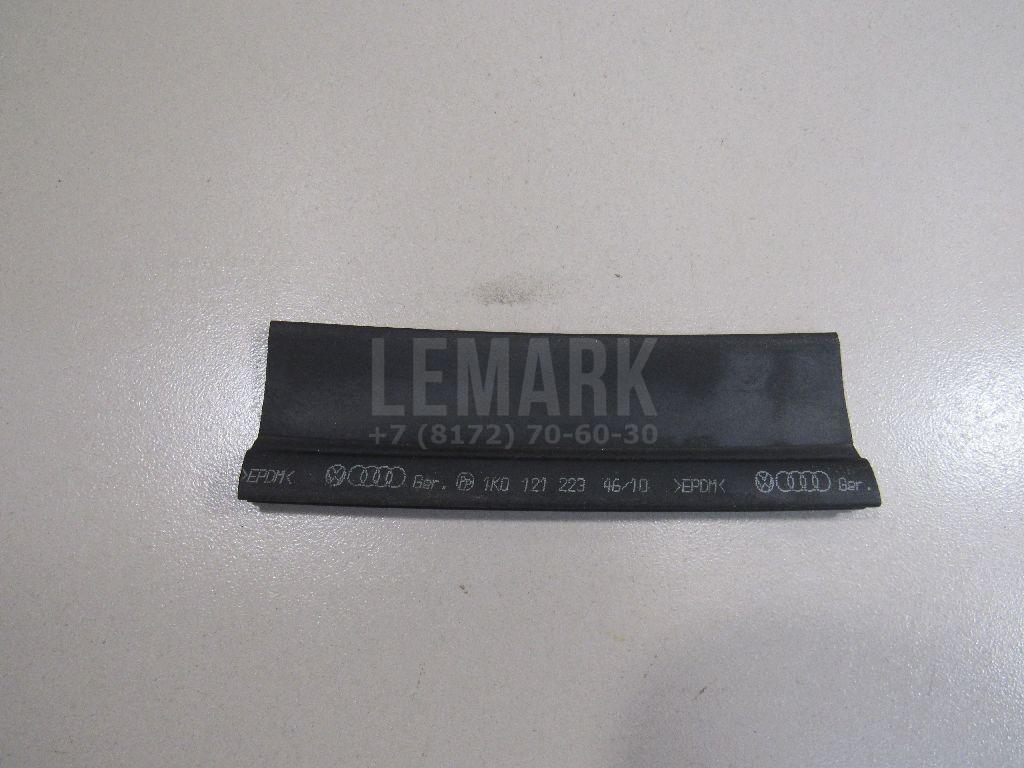 LEMARK
+7 (8172) 70-60-30
>EPDM< Ger. 1K0 121 223 46/10 >EPDM< Ger.